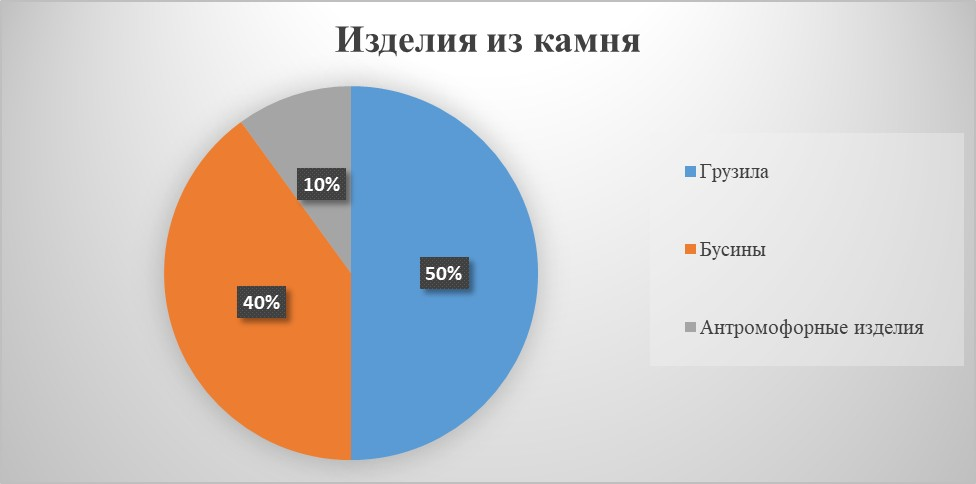 Изделия из камня
10%
50%
40%
Грузила
Бусины
Антромофорные изделия